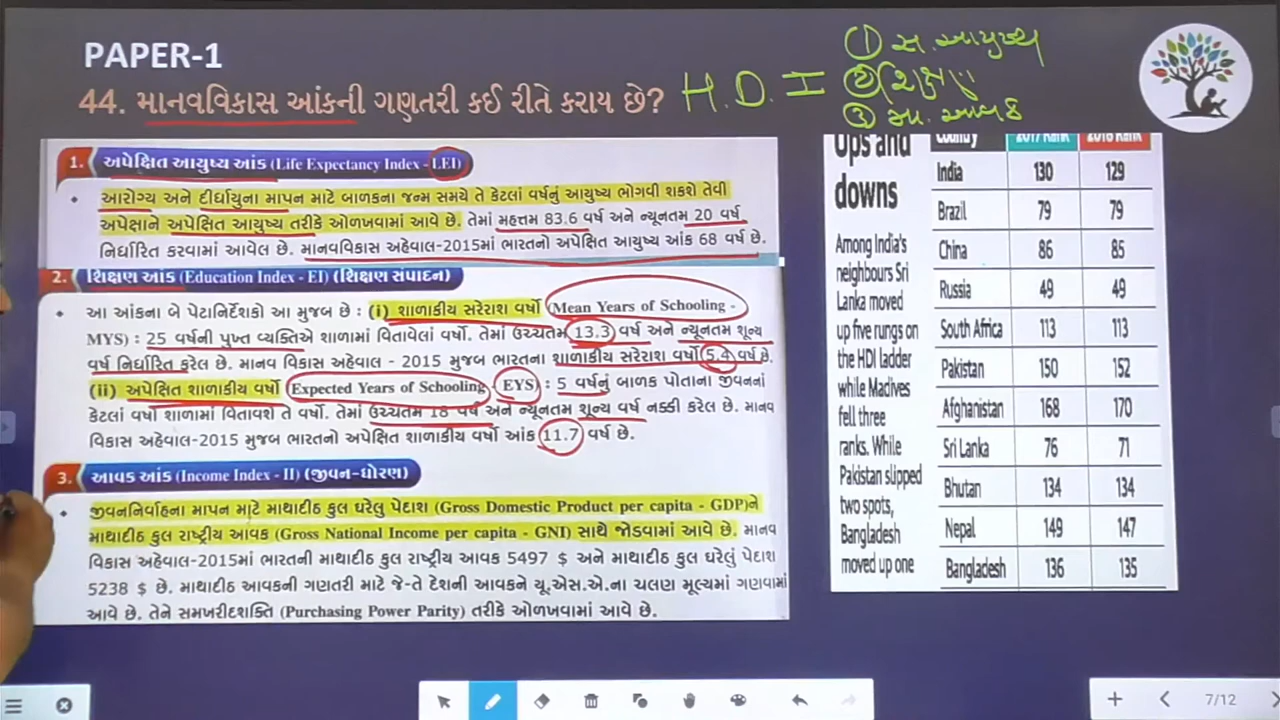 PAPER-1
44. માનવવિકાસ આંકની ગણતરી કઈ રીતે કરાય છે?
H.D.I
① સ.આયુષ્ય
② શિક્ષણ
③ મા.આવક
1. અપેક્ષિત આયુષ્ય આંક (Life Expectancy Index - LEI)
• આરોગ્ય અને દીર્ઘાયુના માપન માટે બાળકના જન્મ સમયે તે કેટલાં વર્ષનું આયુષ્ય ભોગવી શકશે તેવી
અપેક્ષાને અપેક્ષિત આયુષ્ય તરીકે ઓળખવામાં આવે છે. તેમાં મહત્તમ 83.6 વર્ષ અને ન્યૂનતમ 20 વર્ષ
નિર્ધારિત કરવામાં આવેલ છે. માનવવિકાસ અહેવાલ-2015માં ભારતનો અપેક્ષિત આયુષ્ય આંક 68 વર્ષ છે.
2. શિક્ષણ આંક (Education Index - EI) (શિક્ષણ સંપાદન)
• આ આંકના બે પેટાનિર્દેશકો આ મુજબ છે : (i) શાળાકીય સરેરાશ વર્ષો (Mean Years of Schooling -
MYS) : 25 વર્ષની પુખ્ત વ્યક્તિએ શાળામાં વિતાવેલાં વર્ષો. તેમાં ઉચ્ચતમ 13.3 વર્ષ અને ન્યૂનતમ શૂન્ય
વર્ષ નિર્ધારિત કરેલ છે. માનવ વિકાસ અહેવાલ - 2015 મુજબ ભારતના શાળાકીય સરેરાશ વર્ષો 5.4 વર્ષ છે.
(ii) અપેક્ષિત શાળાકીય વર્ષો (Expected Years of Schooling - EYS) : 5 વર્ષનું બાળક પોતાના જીવનનાં
કેટલાં વર્ષો શાળામાં વિતાવશે તે વર્ષો. તેમાં ઉચ્ચતમ 18 વર્ષ અને ન્યૂનતમ શૂન્ય વર્ષ નક્કી કરેલ છે. માનવ
વિકાસ અહેવાલ-2015 મુજબ ભારતનો અપેક્ષિત શાળાકીય વર્ષો આંક 11.7 વર્ષ છે.
3. આવક આંક (Income Index - II) (જીવન-ધોરણ)
• જીવનનિર્વાહના માપન માટે માથાદીઠ કુલ ઘરેલુ પેદાશ (Gross Domestic Product per capita - GDP)ને
માથાદીઠ કુલ રાષ્ટ્રીય આવક (Gross National Income per capita - GNI) સાથે જોડવામાં આવે છે. માનવ
વિકાસ અહેવાલ-2015માં ભારતની માથાદીઠ કુલ રાષ્ટ્રીય આવક 5497 $ અને માથાદીઠ કુલ ઘરેલું પેદાશ
5238 $ છે. માથાદીઠ આવકની ગણતરી માટે જે-તે દેશની આવકને યૂ.એસ.એ.ના ચલણ મૂલ્યમાં ગણવામાં
આવે છે. તેને સમખરીદશક્તિ (Purchasing Power Parity) તરીકે ઓળખવામાં આવે છે.
Ups and
downs
Among India's
neighbours Sri
Lanka moved
up five rungs on
the HDI ladder
while Madives
fell three
ranks. While
Pakistan slipped
two spots,
Bangladesh
moved up one
Country 2017 Rank 2016 Rank
India 130 129
Brazil 79 79
China 86 85
Russia 49 49
South Africa 113 113
Pakistan 150 152
Afghanistan 168 170
Sri Lanka 76 71
Bhutan 134 134
Nepal 149 147
Bangladesh 136 135
7/12